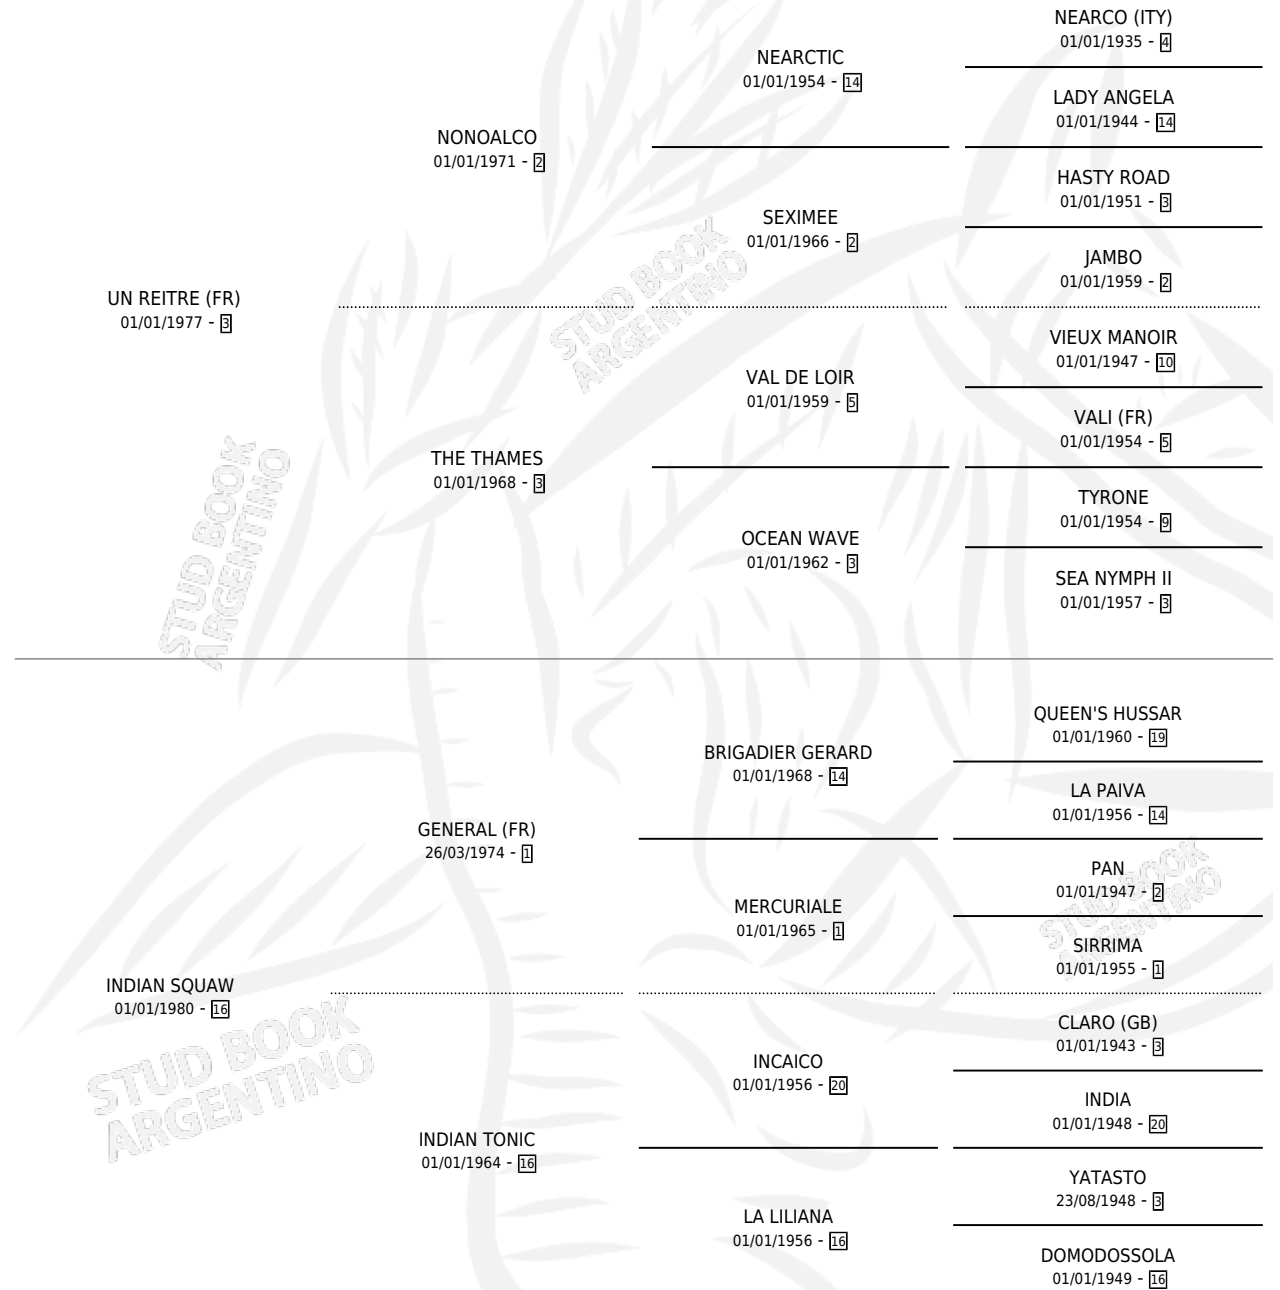 NEARCO (ITY)
01/01/1935 - 4
NEARCTIC
01/01/1954 - 14
LADY ANGELA
01/01/1944 - 14
NONOALCO
01/01/1971 - 2
HASTY ROAD
01/01/1951 - 3
SEXIMEE
01/01/1966 - 2
JAMBO
01/01/1959 - 2
UN REITRE (FR)
01/01/1977 - 3
VIEUX MANOIR
01/01/1947 - 10
VAL DE LOIR
01/01/1959 - 5
VALI (FR)
01/01/1954 - 5
THE THAMES
01/01/1968 - 3
TYRONE
01/01/1954 - 9
OCEAN WAVE
01/01/1962 - 3
SEA NYMPH II
01/01/1957 - 3
QUEEN'S HUSSAR
01/01/1960 - 19
BRIGADIER GERARD
01/01/1968 - 14
LA PAIVA
01/01/1956 - 14
GENERAL (FR)
26/03/1974 - 1
PAN
01/01/1947 - 2
MERCURIALE
01/01/1965 - 1
SIRRIMA
01/01/1955 - 1
INDIAN SQUAW
01/01/1980 - 16
CLARO (GB)
01/01/1943 - 3
INCAICO
01/01/1956 - 20
INDIA
01/01/1948 - 20
INDIAN TONIC
01/01/1964 - 16
YATASTO
23/08/1948 - 3
LA LILIANA
01/01/1956 - 16
DOMODOSSOLA
01/01/1949 - 16
STUD BOOK
ARGENTINO
STUD BOOK
ARGENTINO
STUD BOOK
ARGENTINO
STUD BOOK
ARGENTINO